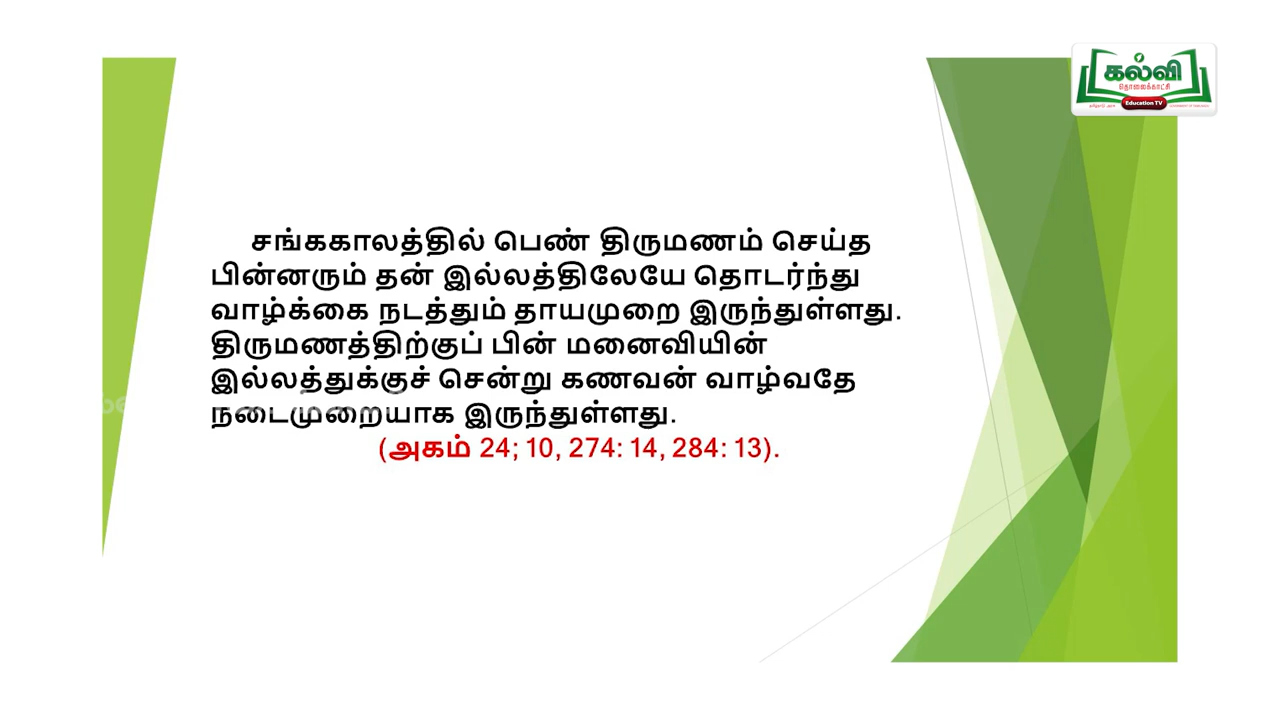 கல்வி
தொலைக்காட்சி
Education TV
சங்ககாலத்தில் பெண் திருமணம் செய்த
பின்னரும் தன் இல்லத்திலேயே தொடர்ந்து
வாழ்க்கை நடத்தும் தாயமுறை இருந்துள்ளது.
திருமணத்திற்குப் பின் மனைவியின்
இல்லத்துக்குச் சென்று கணவன் வாழ்வதே
நடைமுறையாக இருந்துள்ளது.
(அகம் 24; 10, 274: 14, 284: 13).